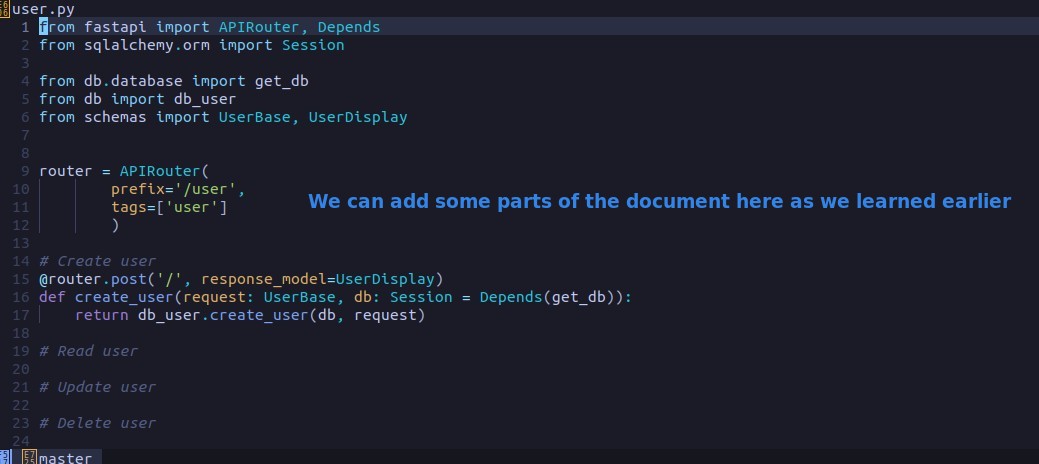 user.py
1 from fastapi import APIRouter, Depends
2 from sqlalchemy.orm import Session
3
4 from db.database import get_db
5 from db import db_user
6 from schemas import UserBase, UserDisplay
7
8
9 router = APIRouter(
10 prefix='/user',
11 tags=['user']
12 )
We can add some parts of the document here as we learned earlier
13
14 # Create user
15 @router.post('/', response_model=UserDisplay)
16 def create_user(request: UserBase, db: Session = Depends(get_db)):
17 return db_user.create_user(db, request)
18
19 # Read user
20
21 # Update user
22
23 # Delete user
24
master